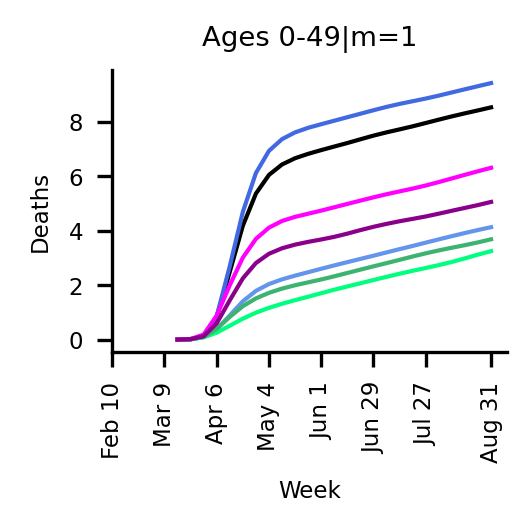 Ages 0-49|m=1
Deaths
8
6
4
2
0
Feb 10
Mar 9
Apr 6
May 4
Jun 1
Jun 29
Jul 27
Aug 31
Week